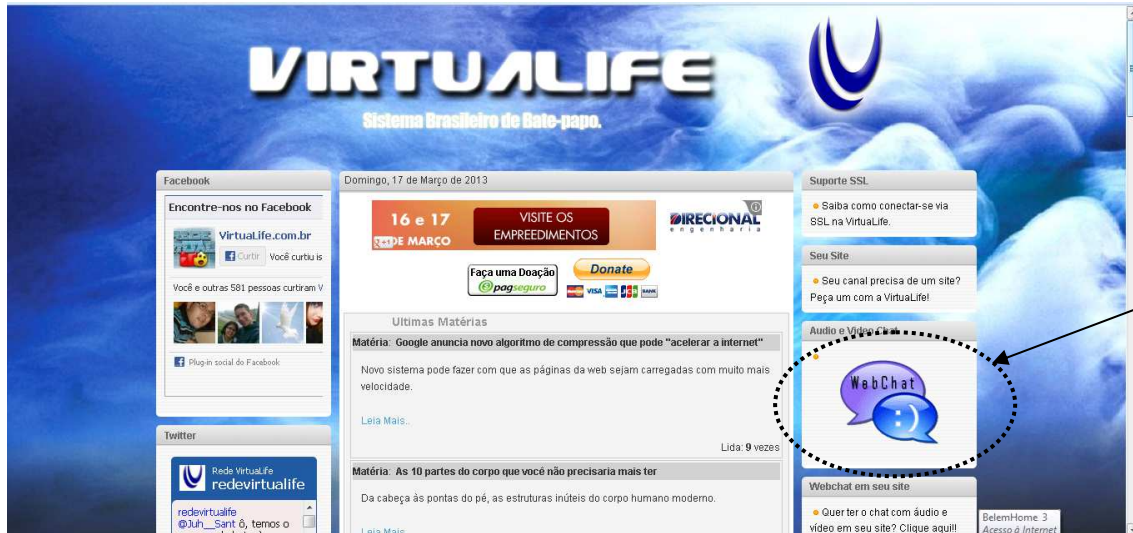 VIRTUALIFE
Sistema Brasileiro de Bate-papo.
Facebook
Encontre-nos no Facebook
VirtuaLife.com.br
Curtir Você curtiu is
Você e outras 581 pessoas curtiram V
Plug-in social do Facebook
Twitter
Rede VirtuaLife
redevirtualife
redevirtualife
@Juh__Sant ô, temos o
Domingo, 17 de Março de 2013
16 e 17
DE MARÇO
VISITE OS
EMPREEDIMENTOS
DIRECIONAL
engenharia
Faça uma Doação
pagseguro
Donate
VISA
BANK
Ultimas Matérias
Matéria: Google anuncia novo algoritmo de compressão que pode "acelerar a internet"
Novo sistema pode fazer com que as páginas da web sejam carregadas com muito mais
velocidade.
Leia Mais..
Lida: 9 vezes
Matéria: As 10 partes do corpo que você não precisaria mais ter
Da cabeça às pontas do pé, as estruturas inúteis do corpo humano moderno.
Leia Mais..
Suporte SSL
Saiba como conectar-se via
SSL na VirtuaLife.
Seu Site
Seu canal precisa de um site?
Peça um com a VirtuaLife!
Audio e Video Chat
WebChat
:)
Webchat em seu site
Quer ter o chat com áudio e
vídeo em seu site? Clique aqui!!
BelemHome 3
Acesso à Internet